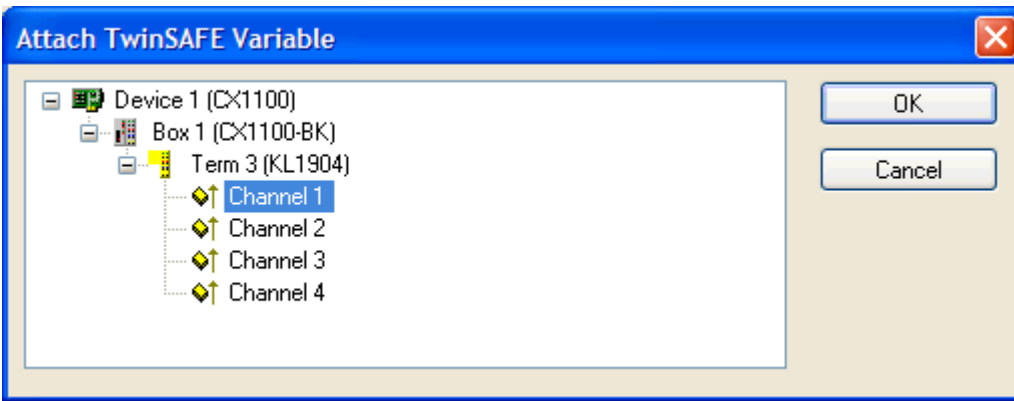 Attach TwinSAFE Variable
Device 1 (CX1100)
Box 1 (CX1100-BK)
Term 3 (KL1904)
Channel 1
Channel 2
Channel 3
Channel 4
OK
Cancel